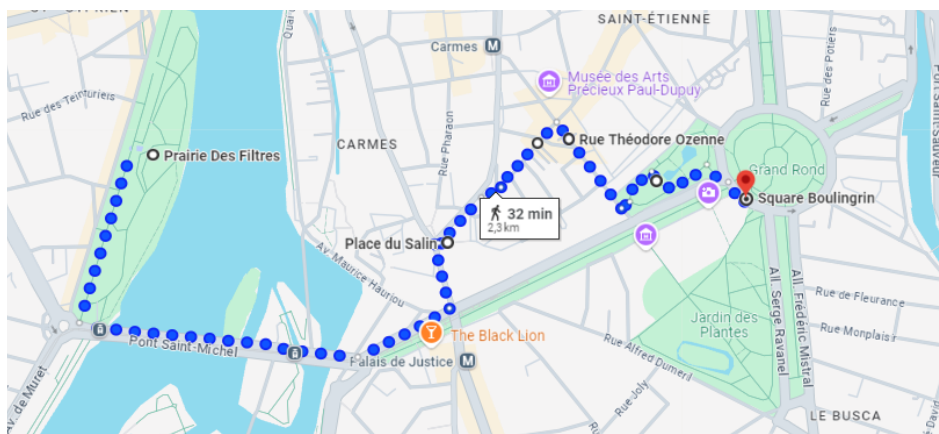 SAINT-ÉTIENNE
Rue des Potiers
Port-Saint-Sauveur
Carmes
M
Musée des Arts
Précieux Paul-Dupuy
Rue des Teinturiers
CARMES
Rue Pharaon
Rue Théodore Ozenne
Prairie Des Filtres
Grand Rond
Square Boulingrin
32 min
2,3 km
Place du Salin
Av. Maurice Hauriou
All. Serge Ravanel
All. Frédéric Mistral
Rue de Fleurance
Jardin des
Plantes
The Black Lion
Rue Monplaisir
Pont Saint-Michel
Palais de Justice
M
Rue Alfred Dumeril
Rue Joly
Av. de Muret
LE BUSCA